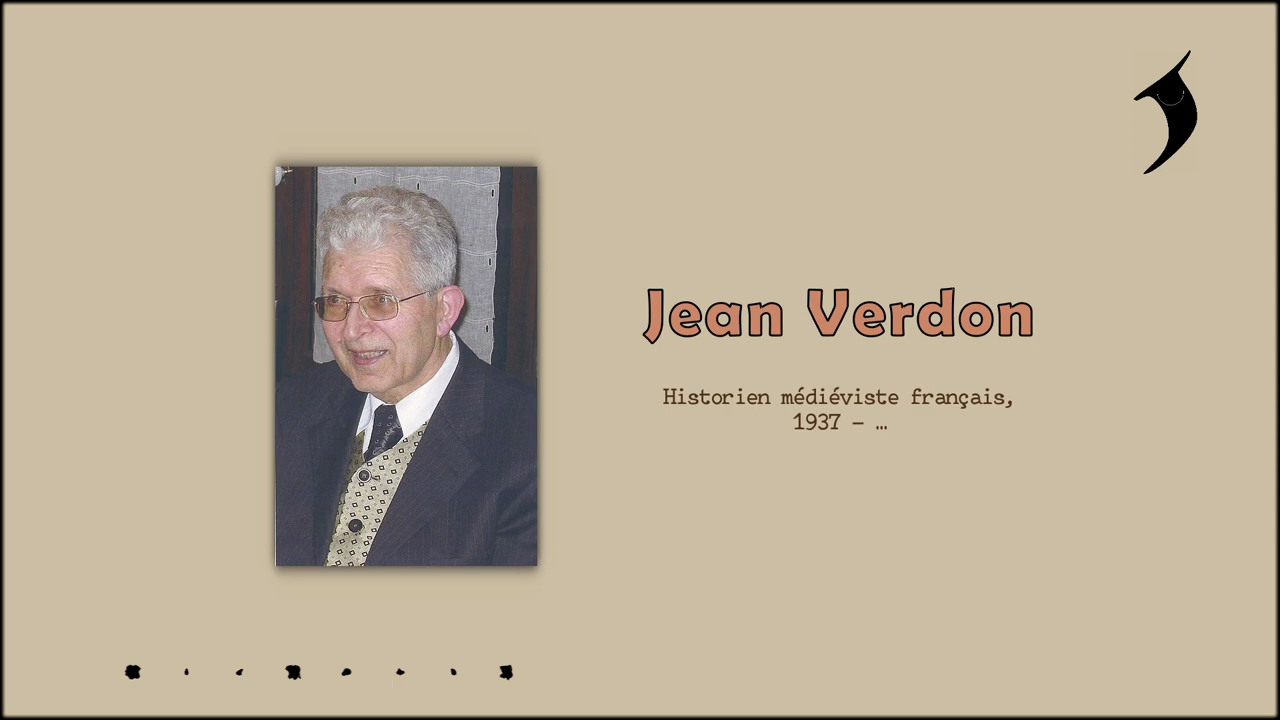 Jean Verdon
Historien médiéviste français,
1937 – …